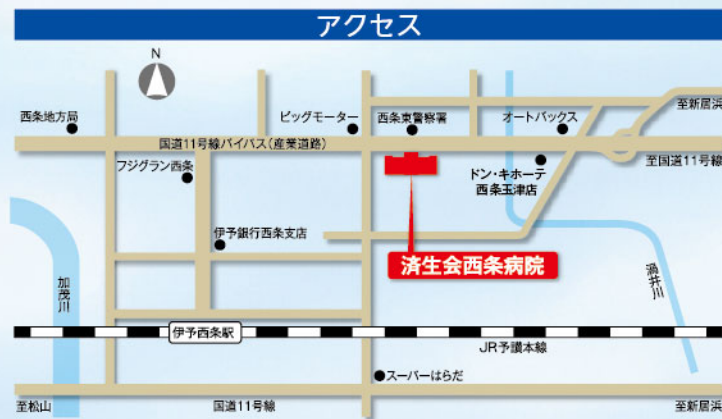 アクセス
N
至新居浜
西条地方局
ビッグモーター
西条東警察署
オートバックス
国道11号線バイパス(産業道路)
至国道11号線
フジグラン西条
ドン・キホーテ
西条玉津店
伊予銀行西条支店
済生会西条病院
加茂川
渦井川
伊予西条駅
JR予讃本線
スーパーはらだ
至松山
国道11号線
至新居浜